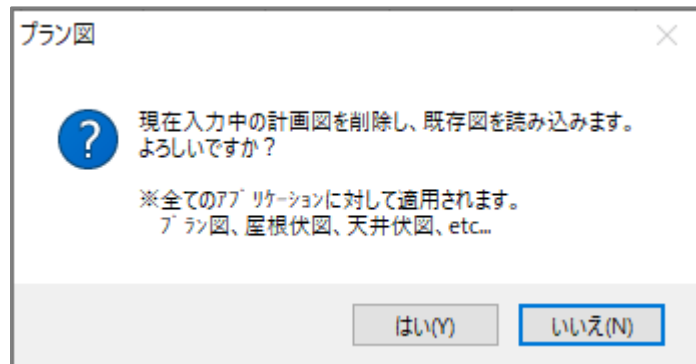 プラン図
現在入力中の計画図を削除し、既存図を読み込みます。
よろしいですか？
※全てのｱﾌﾟﾘｹｰｼｮﾝに対して適用されます。
ﾌﾟﾗﾝ図、屋根伏図、天井伏図、etc...
はい(Y)
いいえ(N)